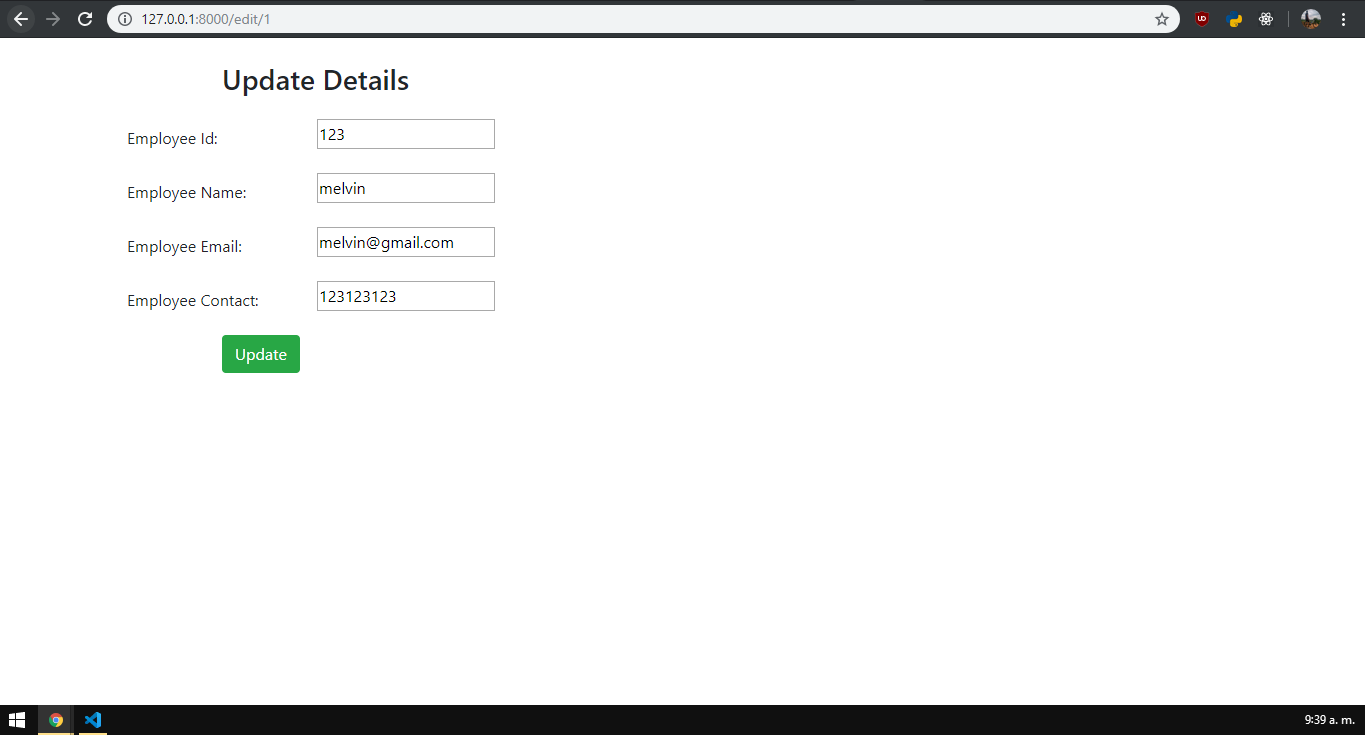 127.0.0.1:8000/edit/1
Update Details
Employee Id: 123
Employee Name: melvin
Employee Email: melvin@gmail.com
Employee Contact: 123123123
Update
9:39 a. m.